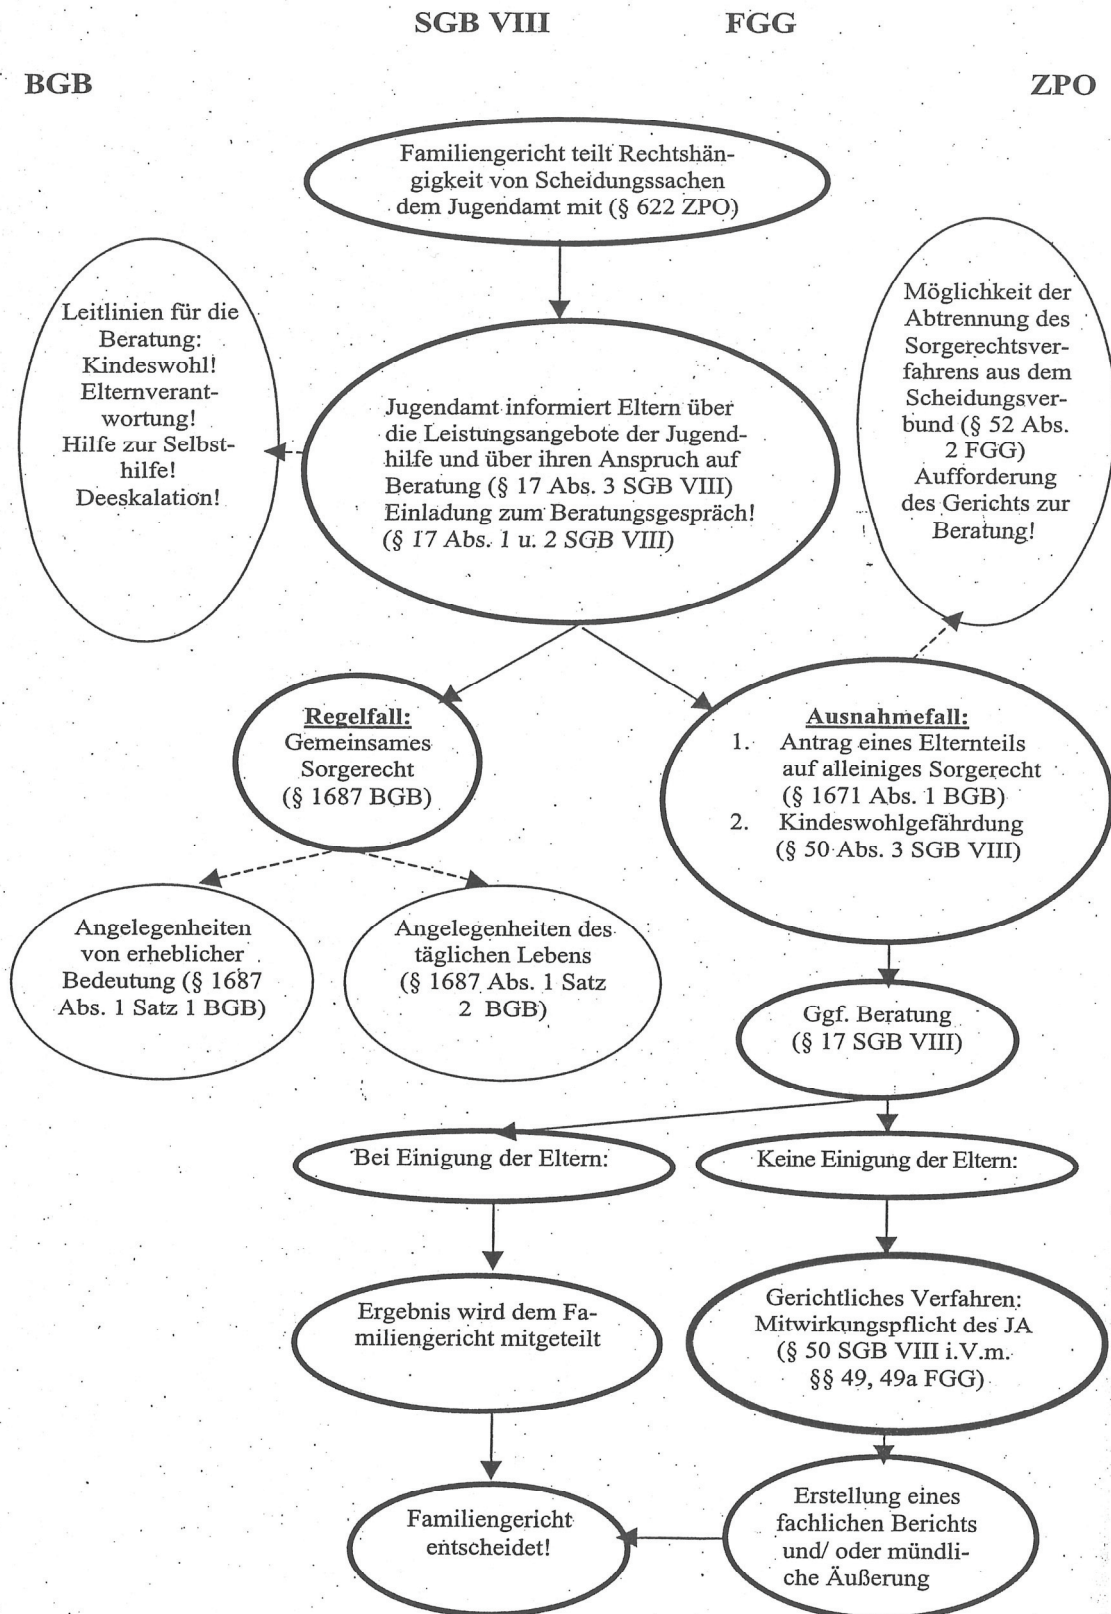 SGB VIII FGG
BGB ZPO
Familiengericht teilt Rechtshän-
gigkeit von Scheidungssachen
dem Jugendamt mit (§ 622 ZPO)
Leitlinien für die
Beratung:
Kindeswohl!
Elternverant-
wortung!
Hilfe zur Selbst-
hilfe!
Deeskalation!
Jugendamt informiert Eltern über
die Leistungsangebote der Jugend-
hilfe und über ihren Anspruch auf
Beratung (§ 17 Abs. 3 SGB VIII)
Einladung zum Beratungsgespräch!
(§ 17 Abs. 1 u. 2 SGB VIII)
Möglichkeit der
Abtrennung des
Sorgerechtsver-
fahrens aus dem
Scheidungsver-
bund (§ 52 Abs.
2 FGG)
Aufforderung
des Gerichts zur
Beratung!
Regelfall:
Gemeinsames
Sorgerecht
(§ 1687 BGB)
Ausnahmefall:
1. Antrag eines Elternteils
auf alleiniges Sorgerecht
(§ 1671 Abs. 1 BGB)
2. Kindeswohlgefährdung
(§ 50 Abs. 3 SGB VIII)
Angelegenheiten
von erheblicher
Bedeutung (§ 1687
Abs. 1 Satz 1 BGB)
Angelegenheiten des
täglichen Lebens
(§ 1687 Abs. 1 Satz
2 BGB)
Ggf. Beratung
(§ 17 SGB VIII)
Bei Einigung der Eltern:
Keine Einigung der Eltern:
Ergebnis wird dem Fa-
miliengericht mitgeteilt
Gerichtliches Verfahren:
Mitwirkungspflicht des JA
(§ 50 SGB VIII i.V.m.
§§ 49, 49a FGG)
Familiengericht
entscheidet!
Erstellung eines
fachlichen Berichts
und/ oder mündli-
che Äußerung